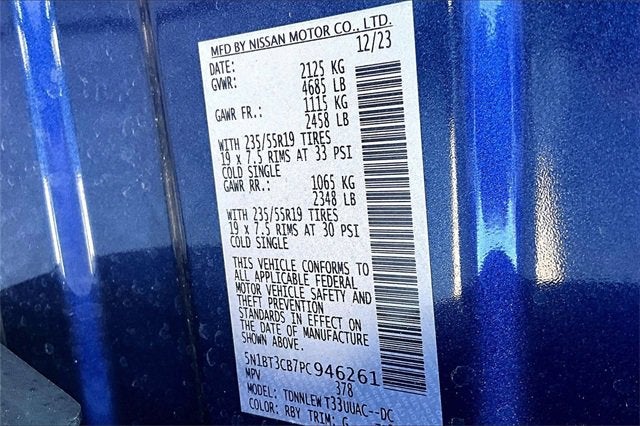 MFD BY NISSAN MOTOR CO., LTD.
DATE: 12/23
GVWR: 2125 KG
4685 LB
GAWR FR.: 1115 KG
2458 LB
WITH 235/55R19 TIRES
19 x 7.5 RIMS AT 33 PSI
COLD SINGLE
GAWR RR.: 1065 KG
2348 LB
WITH 235/55R19 TIRES
19 x 7.5 RIMS AT 30 PSI
COLD SINGLE
THIS VEHICLE CONFORMS TO
ALL APPLICABLE FEDERAL
MOTOR VEHICLE SAFETY AND
THEFT PREVENTION
STANDARDS IN EFFECT ON
THE DATE OF MANUFACTURE
SHOWN ABOVE.
5N1BT3CB7PC946261
MPV 378
MODEL: TDNNLEW T33UUAC--DC
COLOR: RBY TRIM: G